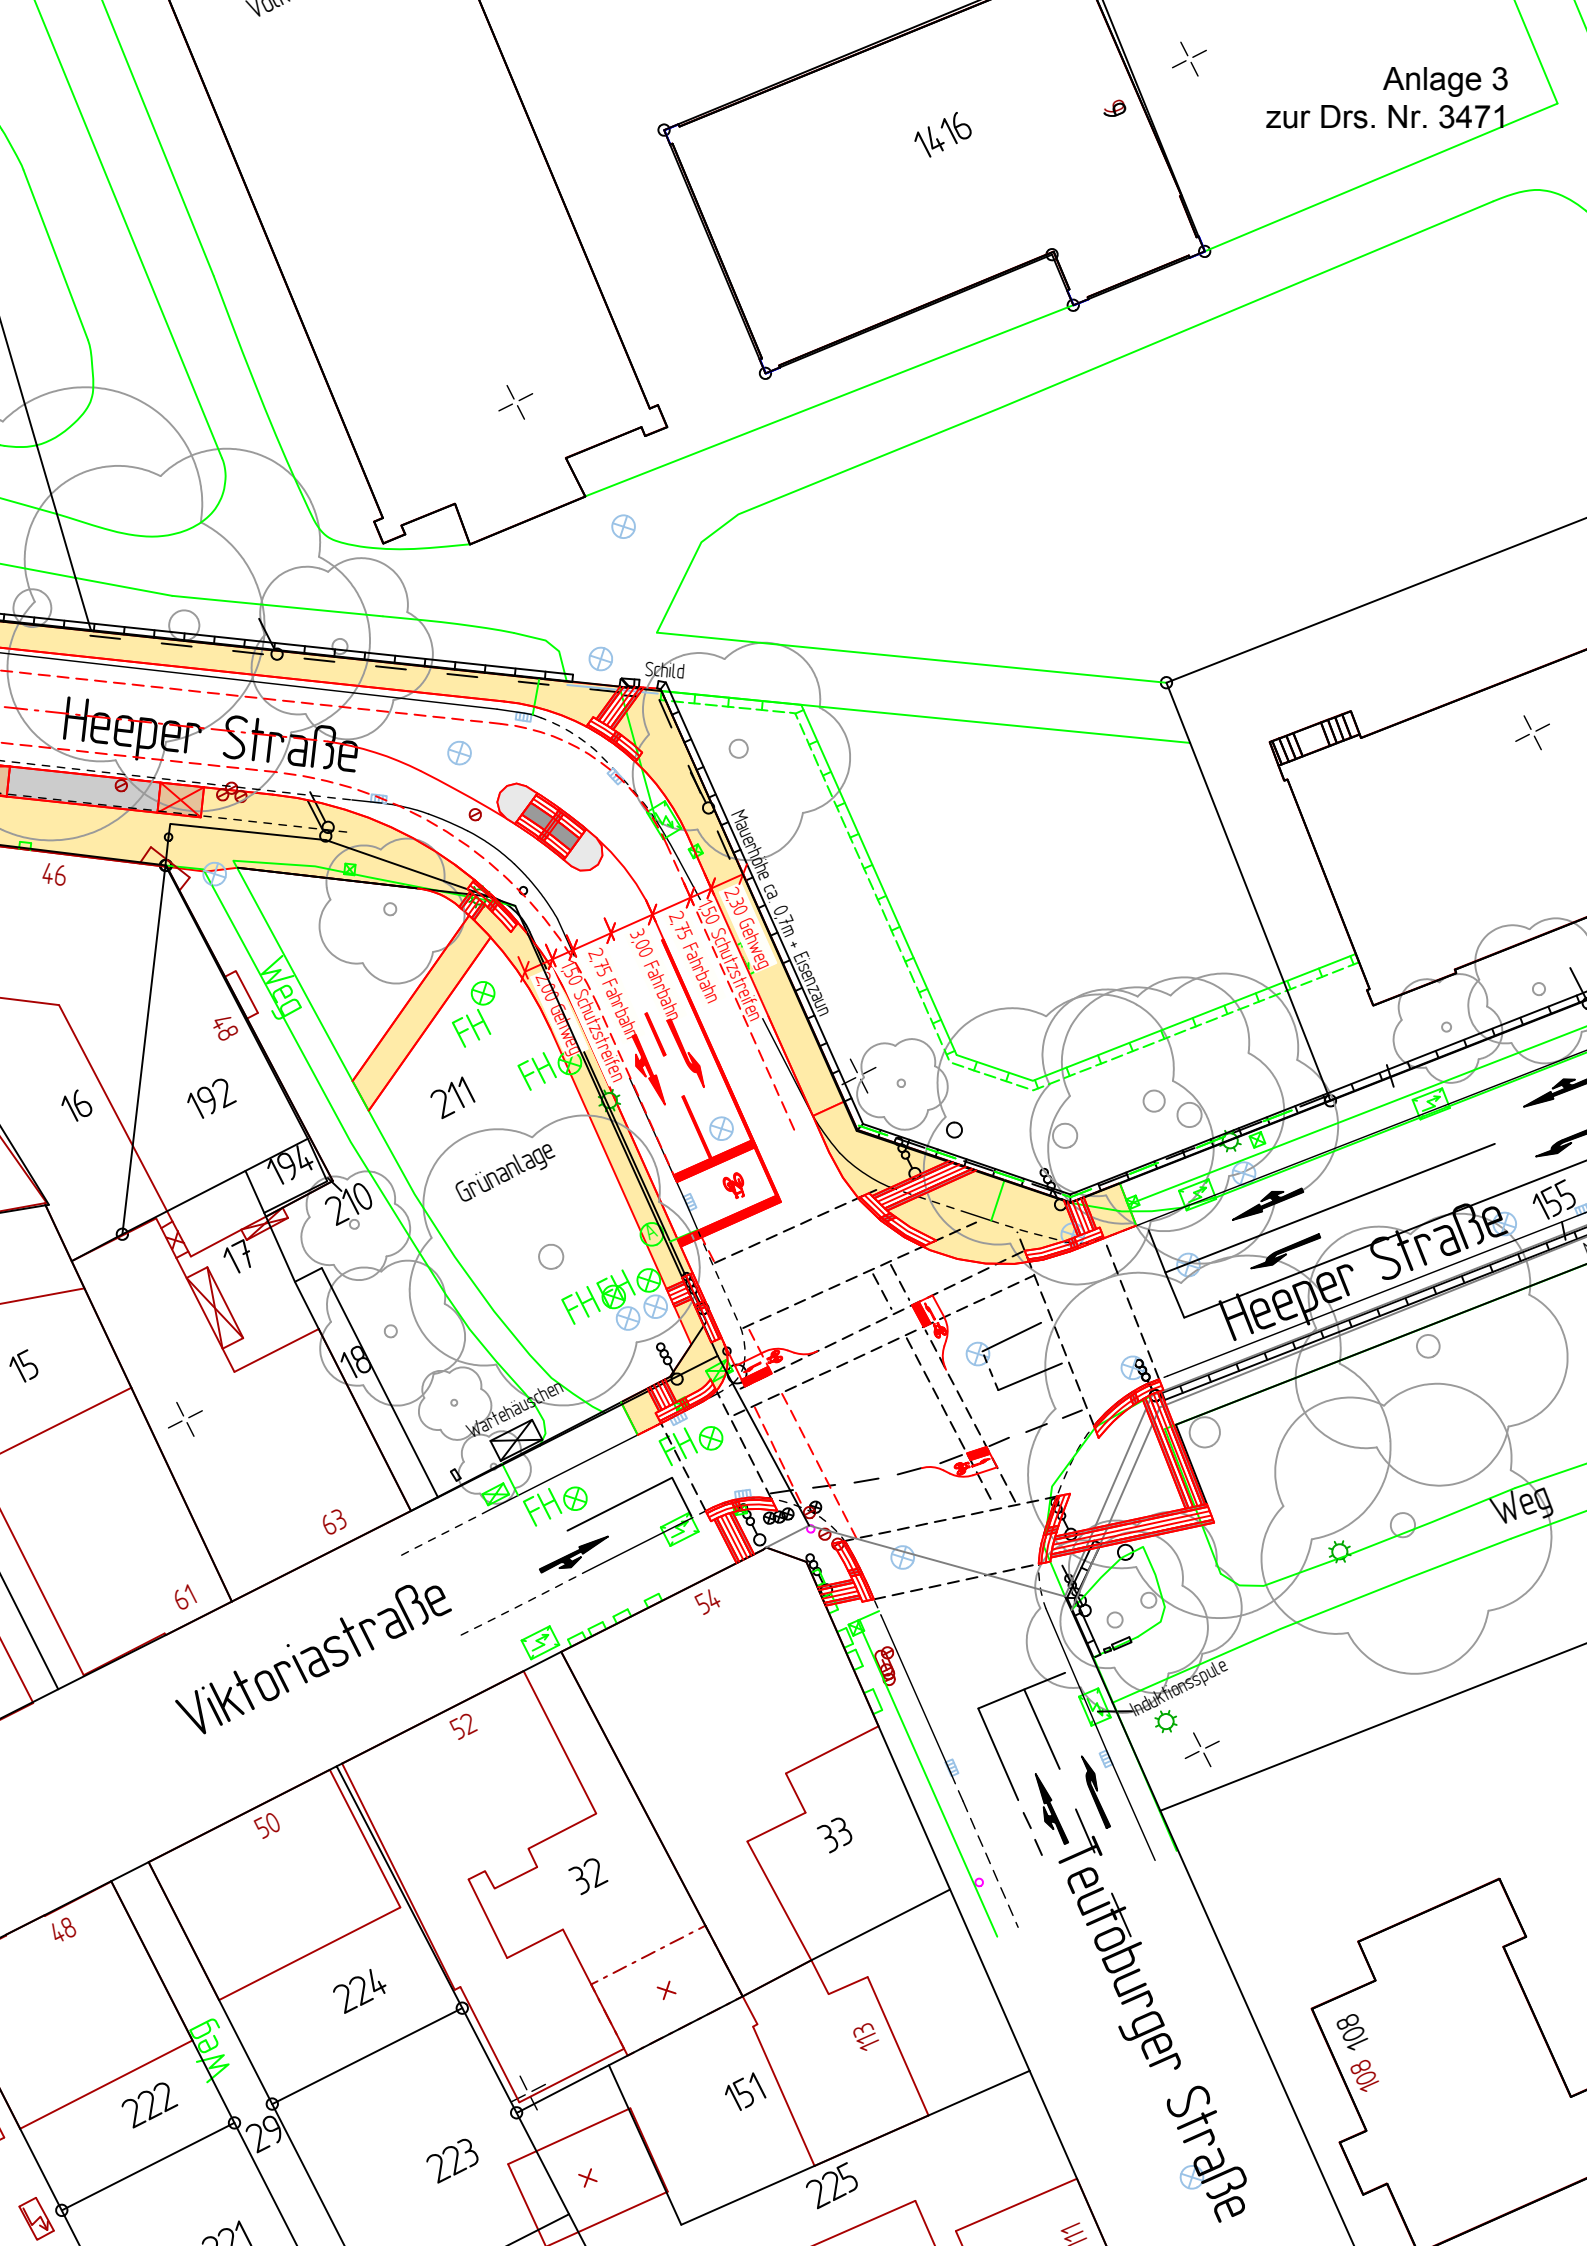 Anlage 3
zur Drs. Nr. 3471
1416
6
Schild
Heeper Straße
Mauerhöhe ca. 0.7m + Eisenzaun
46
2,30 Gehweg
1,50 Schutzstreifen
2,75 Fahrbahn
3,00 Fahrbahn
2,75 Fahrbahn
1,50 Schutzstreifen
2,00 Gehweg
Weg
FH
FH
48
16
192
211
194
210
Grünanlage
17
A
155
Heeper Straße
FH
FH
15
18
Wartehäuschen
FH
FH
63
61
Weg
54
Viktoriastraße
Induktionsspule
52
50
33
32
48
224
Teutoburger Straße
Weg
113
108
108
222
151
29
223
225
221
111